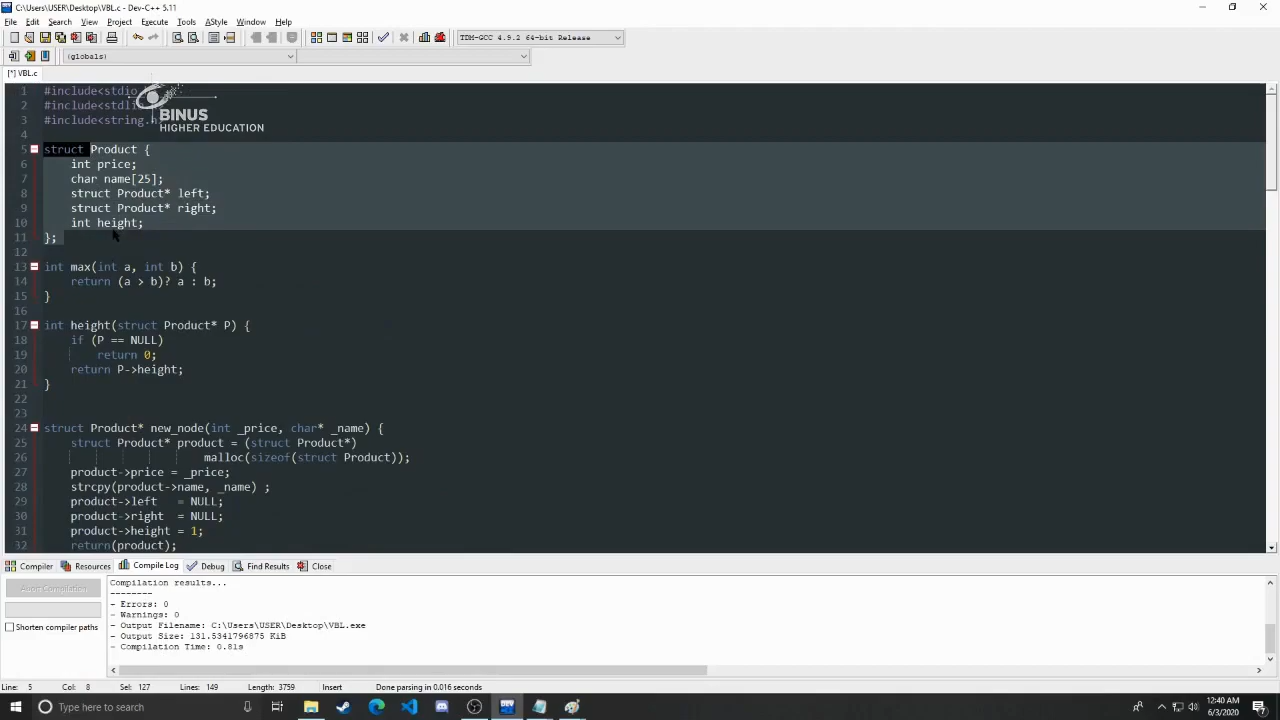 C:\Users\USER\Desktop\VBL.c - Dev-C++ 5.11
File Edit Search View Project Execute Tools AStyle Window Help
TDM-GCC 4.9.2 64-bit Release
(globals)
[*] VBL.c
1 #include<stdio
2 #include<stdli
3 #include<string.h
BINUS
HIGHER EDUCATION
4
5 struct Product {
6 int price;
7 char name[25];
8 struct Product* left;
9 struct Product* right;
10 int height;
11 };
12
13 int max(int a, int b) {
14 return (a > b)? a : b;
15 }
16
17 int height(struct Product* P) {
18 if (P == NULL)
19 return 0;
20 return P->height;
21 }
22
23
24 struct Product* new_node(int _price, char* _name) {
25 struct Product* product = (struct Product*)
26 malloc(sizeof(struct Product));
27 product->price = _price;
28 strcpy(product->name, _name) ;
29 product->left = NULL;
30 product->right = NULL;
31 product->height = 1;
32 return(product);
Compiler Resources Compile Log Debug Find Results Close
Abort Compilation
Shorten compiler paths
Compilation results...
--------
- Errors: 0
- Warnings: 0
- Output Filename: C:\Users\USER\Desktop\VBL.exe
- Output Size: 131.5341796875 KiB
- Compilation Time: 0.81s
Line: 5 Col: 8 Sel: 127 Lines: 149 Length: 3759 Insert Done parsing in 0.016 seconds
Type here to search
12:40 AM
6/3/2020